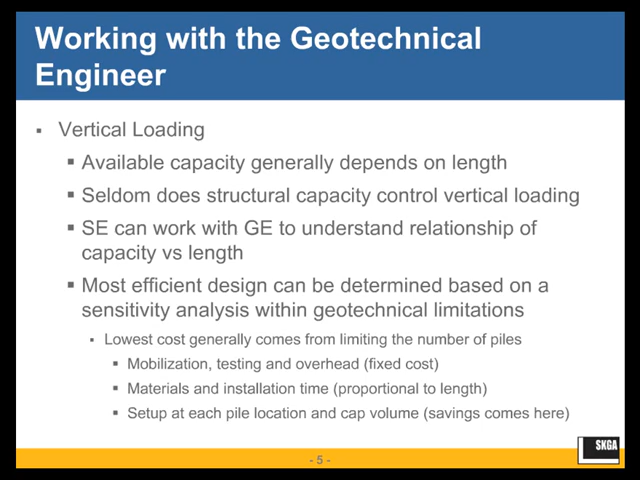 Working with the Geotechnical
Engineer
▪ Vertical Loading
▪ Available capacity generally depends on length
▪ Seldom does structural capacity control vertical loading
▪ SE can work with GE to understand relationship of
capacity vs length
▪ Most efficient design can be determined based on a
sensitivity analysis within geotechnical limitations
▪ Lowest cost generally comes from limiting the number of piles
▪ Mobilization, testing and overhead (fixed cost)
▪ Materials and installation time (proportional to length)
▪ Setup at each pile location and cap volume (savings comes here)
SKGA
- 5 -